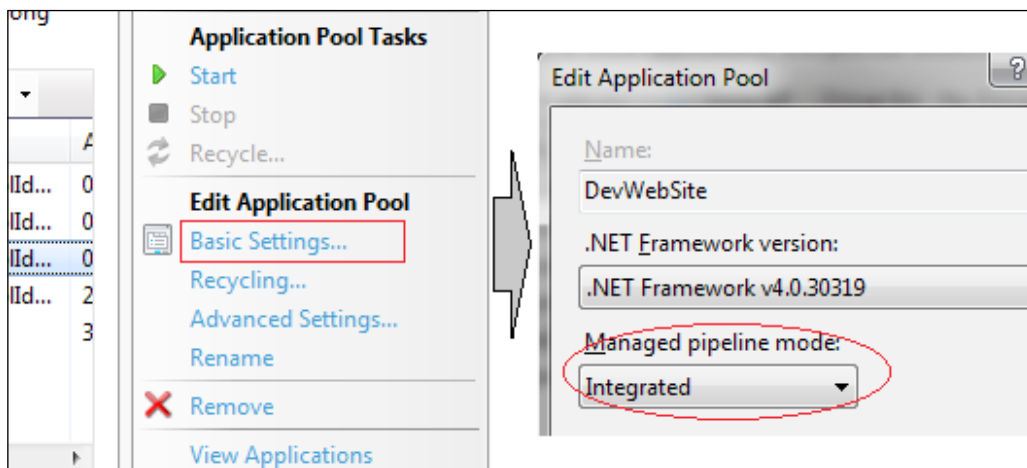 Application Pool Tasks
Start
Stop
Recycle...
Edit Application Pool
Basic Settings...
Recycling...
Advanced Settings...
Rename
Remove
View Applications
A
lId... 0
lId... 0
lId... 0
lId... 2
3
Edit Application Pool
?
Name:
DevWebSite
.NET Framework version:
.NET Framework v4.0.30319
Managed pipeline mode:
Integrated